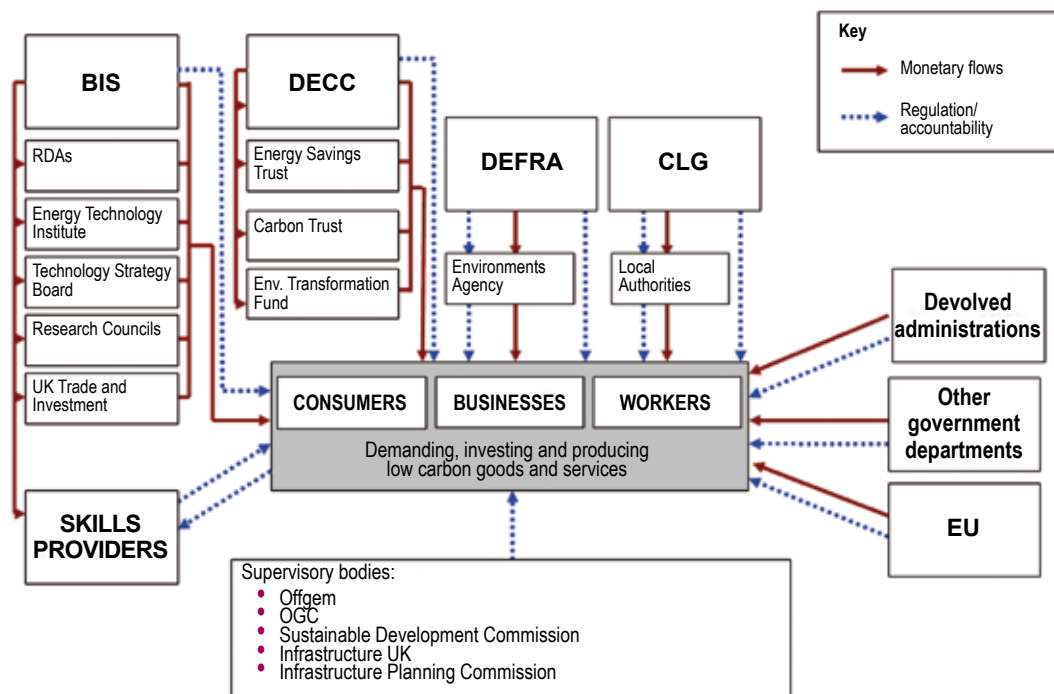 Key
Monetary flows
Regulation/
accountability
BIS
RDAs
Energy Technology
Institute
Technology Strategy
Board
Research Councils
UK Trade and
Investment
SKILLS
PROVIDERS
DECC
Energy Savings
Trust
Carbon Trust
Env. Transformation
Fund
DEFRA
Environments
Agency
CLG
Local
Authorities
CONSUMERS
BUSINESSES
WORKERS
Demanding, investing and producing
low carbon goods and services
Devolved
administrations
Other
government
departments
EU
Supervisory bodies:
• Offgem
• OGC
• Sustainable Development Commission
• Infrastructure UK
• Infrastructure Planning Commission